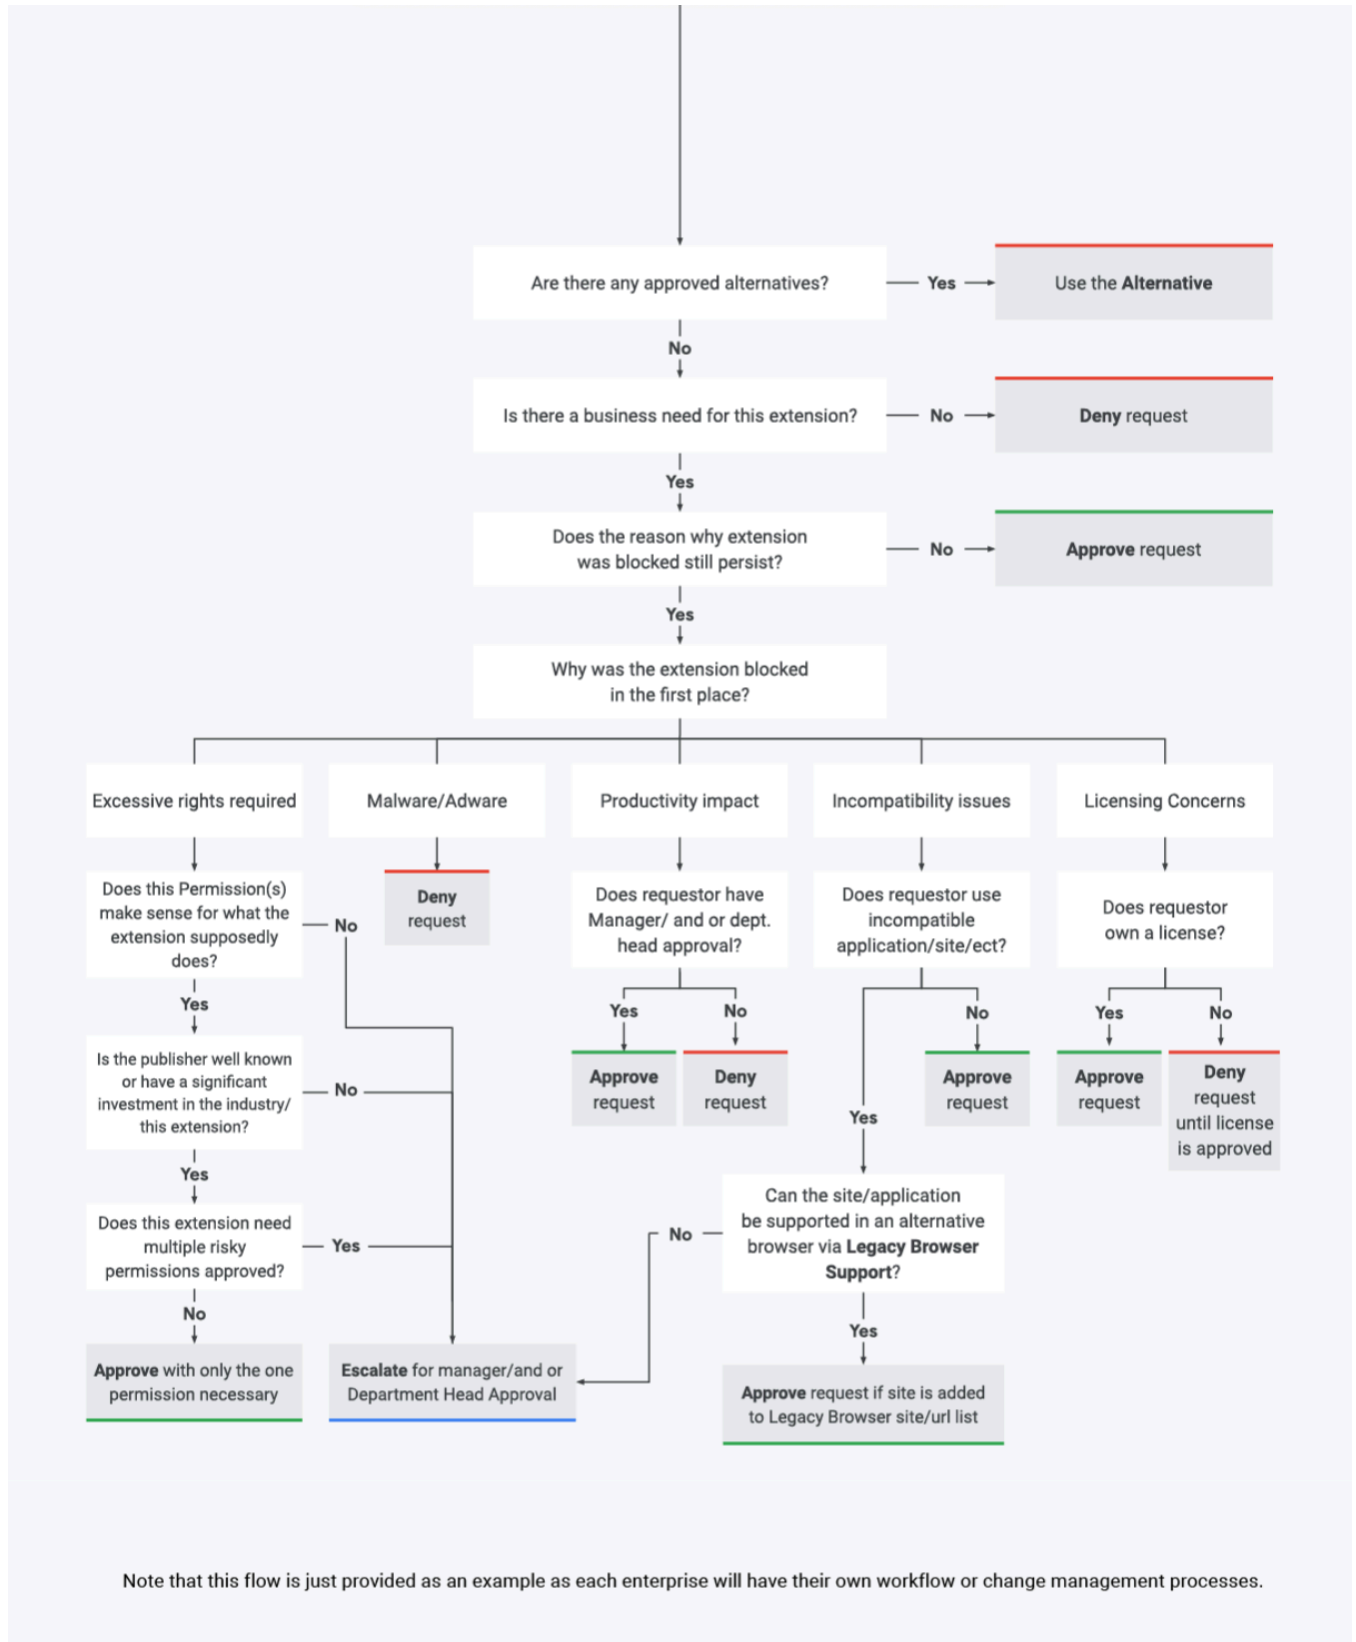 Are there any approved alternatives?
Yes
Use the Alternative
No
Is there a business need for this extension?
No
Deny request
Yes
Does the reason why extension
was blocked still persist?
No
Approve request
Yes
Why was the extension blocked
in the first place?
Excessive rights required
Malware/Adware
Productivity impact
Incompatibility issues
Licensing Concerns
Does this Permission(s)
make sense for what the
extension supposedly
does?
No
Yes
Is the publisher well known
or have a significant
investment in the industry/
this extension?
No
Yes
Does this extension need
multiple risky
permissions approved?
Yes
No
Approve with only the one
permission necessary
Deny
request
Escalate for manager/and or
Department Head Approval
Does requestor have
Manager/ and or dept.
head approval?
Yes
No
Approve
request
Deny
request
Does requestor use
incompatible
application/site/ect?
No
Approve
request
Yes
Can the site/application
be supported in an alternative
browser via Legacy Browser
Support?
No
Yes
Approve request if site is added
to Legacy Browser site/url list
Does requestor
own a license?
Yes
No
Approve
request
Deny
request
until license
is approved
Note that this flow is just provided as an example as each enterprise will have their own workflow or change management processes.